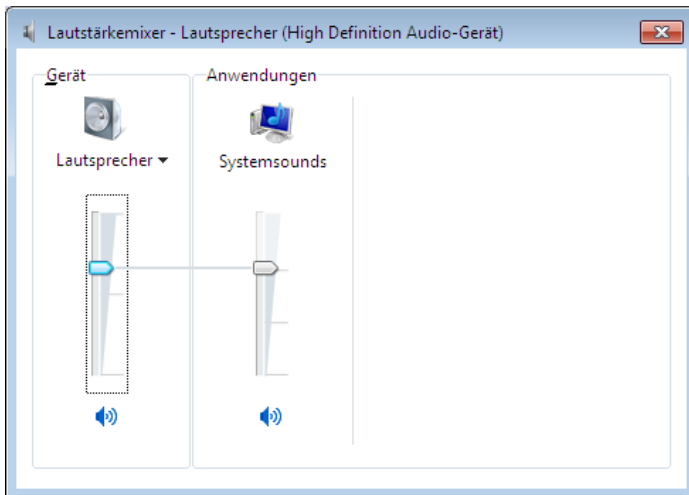 Lautstärkemixer - Lautsprecher (High Definition Audio-Gerät)
Gerät
Anwendungen
Lautsprecher
Systemsounds